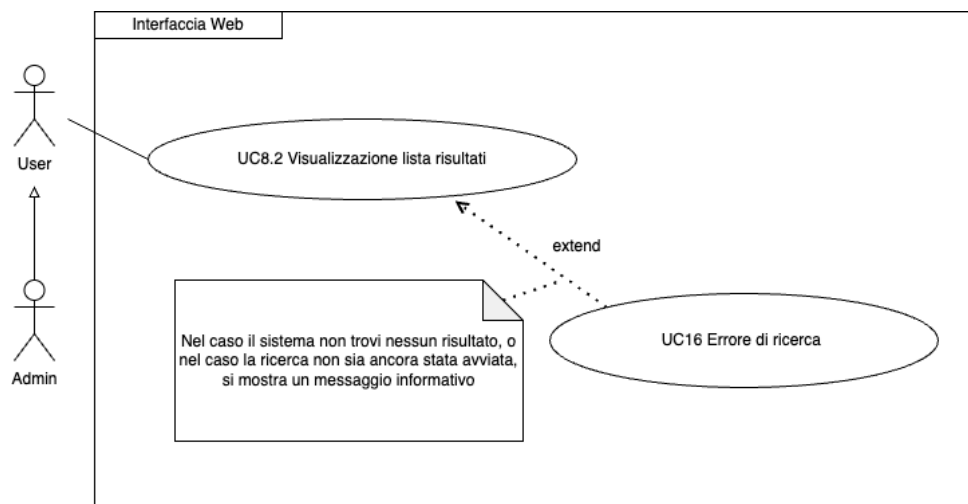 Interfaccia Web
User
UC8.2 Visualizzazione lista risultati
extend
Nel caso il sistema non trovi nessun risultato, o
nel caso la ricerca non sia ancora stata avviata,
si mostra un messaggio informativo
UC16 Errore di ricerca
Admin